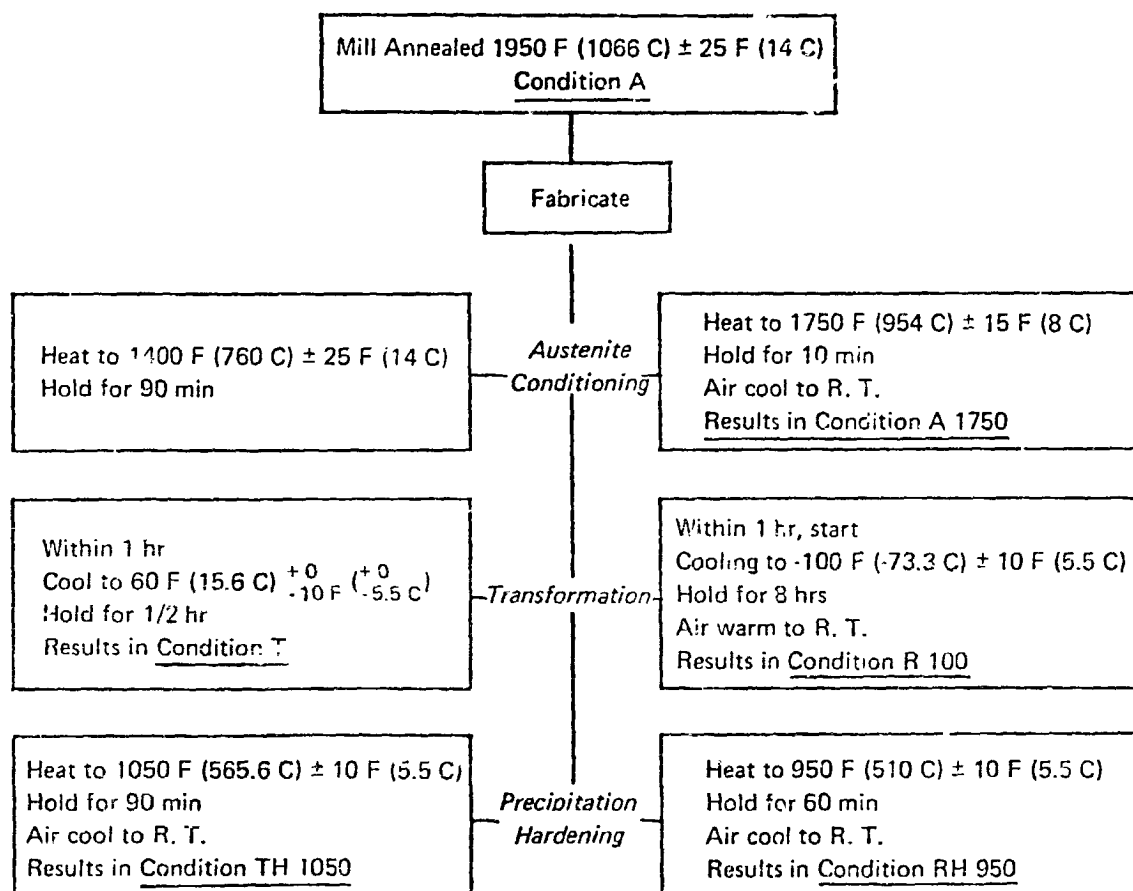 Mill Annealed 1950 F (1066 C) ± 25 F (14 C)
Condition A
Fabricate
Heat to 1400 F (760 C) ± 25 F (14 C)
Hold for 90 min
Austenite
Conditioning
Heat to 1750 F (954 C) ± 15 F (8 C)
Hold for 10 min
Air cool to R. T.
Results in Condition A 1750
Within 1 hr
Cool to 60 F (15.6 C) +0 -10 F (+0 -5.5 C)
Hold for 1/2 hr
Results in Condition T
Transformation
Within 1 hr, start
Cooling to -100 F (-73.3 C) ± 10 F (5.5 C)
Hold for 8 hrs
Air warm to R. T.
Results in Condition R 100
Heat to 1050 F (565.6 C) ± 10 F (5.5 C)
Hold for 90 min
Air cool to R. T.
Results in Condition TH 1050
Precipitation
Hardening
Heat to 950 F (510 C) ± 10 F (5.5 C)
Hold for 60 min
Air cool to R. T.
Results in Condition RH 950